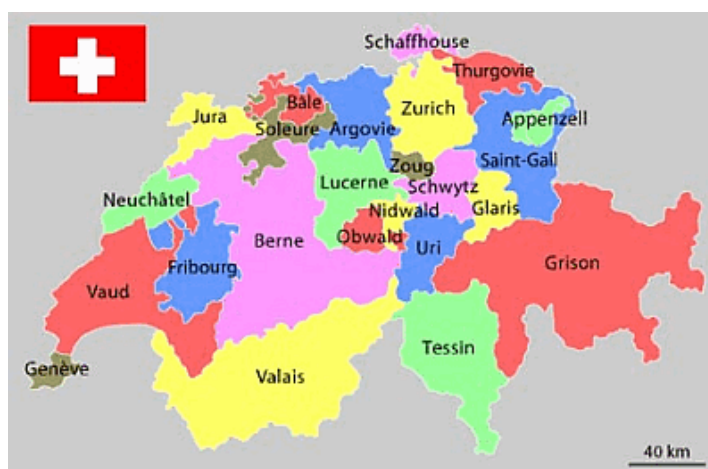 Schaffhouse
Thurgovie
Bâle
Jura
Zurich
Appenzell
Soleure
Argovie
Saint-Gall
Zoug
Lucerne
Schwytz
Neuchâtel
Nidwald
Glaris
Obwald
Berne
Uri
Fribourg
Grison
Vaud
Tessin
Genève
Valais
40 km